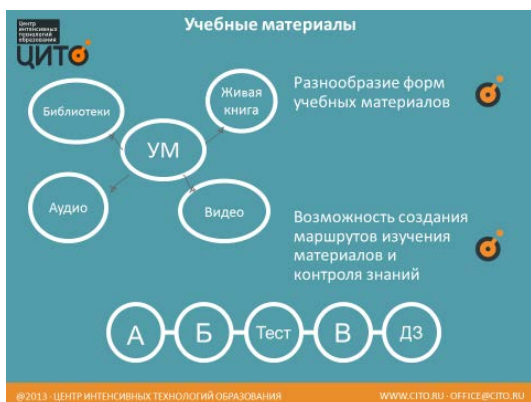 Центр
интенсивных
технологий
образования
ЦИТО
Учебные материалы
Библиотеки
Живая
книга
УМ
Аудио
Видео
Разнообразие форм
учебных материалов
Возможность создания
маршрутов изучения
материалов и
контроля знаний
А
Б
Тест
В
ДЗ
@2013 - ЦЕНТР ИНТЕНСИВНЫХ ТЕХНОЛОГИЙ ОБРАЗОВАНИЯ
WWW.CITO.RU - OFFICE@CITO.RU